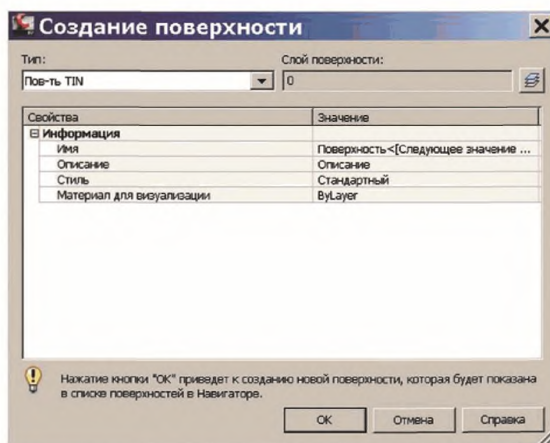 Создание поверхности
Тип:
Слой поверхности:
Пов-ть TIN
0
Свойства
Значение
Информация
Имя
Поверхность<[Следующее значение ...
Описание
Описание
Стиль
Стандартный
Материал для визуализации
ByLayer
Нажатие кнопки "OK" приведет к созданию новой поверхности, которая будет показана
в списке поверхностей в Навигаторе.
OK
Отмена
Справка